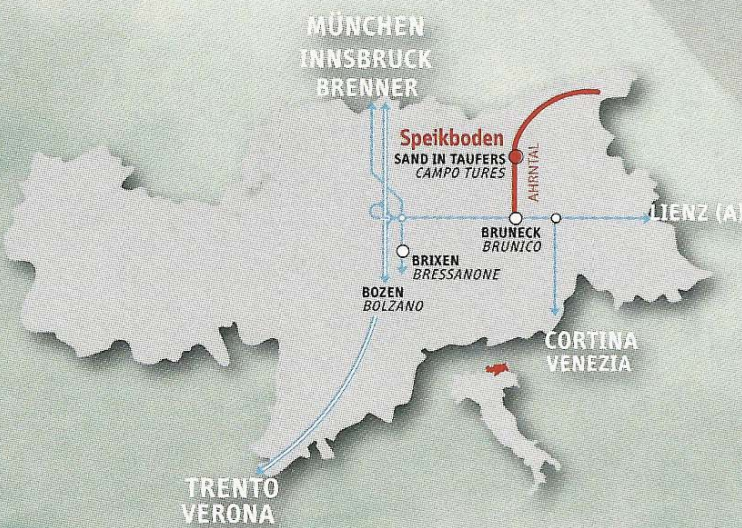 MÜNCHEN
INNSBRUCK
BRENNER
Speikboden
SAND IN TAUFERS
CAMPO TURES
AHRNTAL
LIENZ (A)
BRUNECK
BRUNICO
BRIXEN
BRESSANONE
BOZEN
BOLZANO
CORTINA
VENEZIA
TRENTO
VERONA